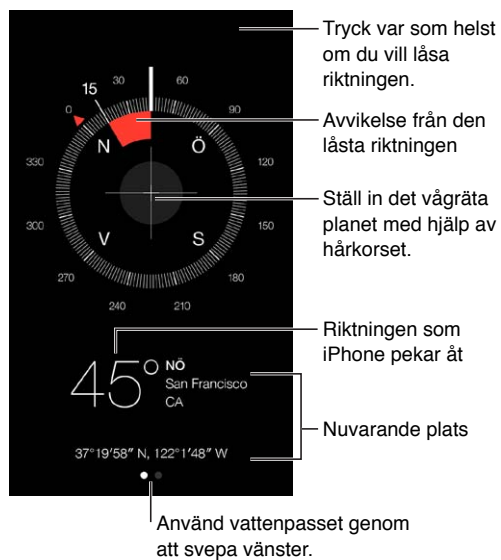 Tryck var som helst
om du vill låsa
riktningen.
Avvikelse från den
låsta riktningen
Ställ in det vågräta
planet med hjälp av
hårkorset.
Riktningen som
iPhone pekar åt
Nuvarande plats
Använd vattenpasset genom
att svepa vänster.
15
30
60
0
90
N
Ö
330
120
300
150
V
S
270
180
240
210
45° NÖ
San Francisco
CA
37°19′58″ N, 122°1′48″ W